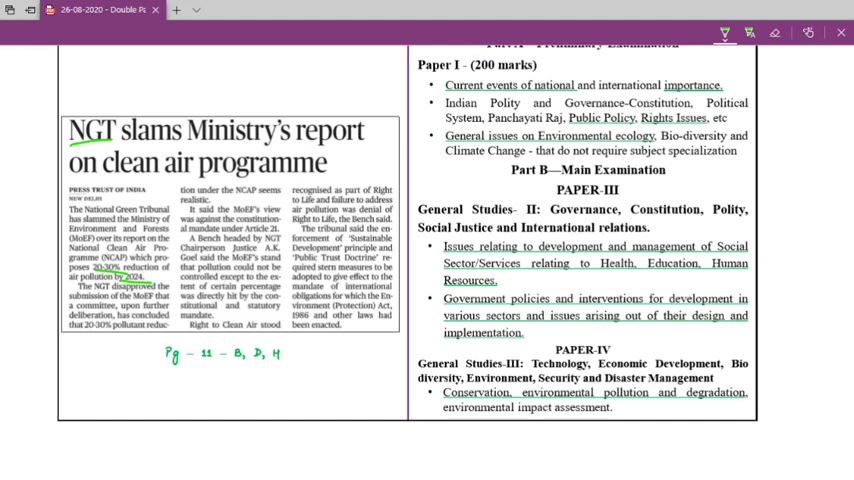 26-08-2020 - Double Pa
NGT slams Ministry's report
on clean air programme
PRESS TRUST OF INDIA
NEW DELHI
The National Green Tribunal
has slammed the Ministry of
Environment and Forests
(MoEF) over its report on the
National Clean Air Pro-
gramme (NCAP) which pro-
poses 20-30% reduction of
air pollution by 2024.
The NGT disapproved the
submission of the MoEF that
a committee, upon further
deliberation, has concluded
that 20-30% pollutant reduc-
tion under the NCAP seems
realistic.
It said the MoEF's view
was against the constitution-
al mandate under Article 21.
A Bench headed by NGT
Chairperson Justice A.K.
Goel said the MoEF's stand
that pollution could not be
controlled except to the ex-
tent of certain percentage
was directly hit by the con-
stitutional and statutory
mandate.
Right to Clean Air stood
recognised as part of Right
to Life and failure to address
air pollution was denial of
Right to Life, the Bench said.
The tribunal said the en-
forcement of 'Sustainable
Development' principle and
'Public Trust Doctrine' re-
quired stern measures to be
adopted to give effect to the
mandate of international
obligations for which the En-
vironment (Protection) Act,
1986 and other laws had
been enacted.
Pg - 11 - B, D, H
Part A - Preliminary Examination
Paper I - (200 marks)
• Current events of national and international importance.
• Indian Polity and Governance-Constitution, Political
System, Panchayati Raj, Public Policy, Rights Issues, etc
• General issues on Environmental ecology, Bio-diversity and
Climate Change - that do not require subject specialization
Part B—Main Examination
PAPER-III
General Studies- II: Governance, Constitution, Polity,
Social Justice and International relations.
• Issues relating to development and management of Social
Sector/Services relating to Health, Education, Human
Resources.
• Government policies and interventions for development in
various sectors and issues arising out of their design and
implementation.
PAPER-IV
General Studies-III: Technology, Economic Development, Bio
diversity, Environment, Security and Disaster Management
• Conservation, environmental pollution and degradation,
environmental impact assessment.